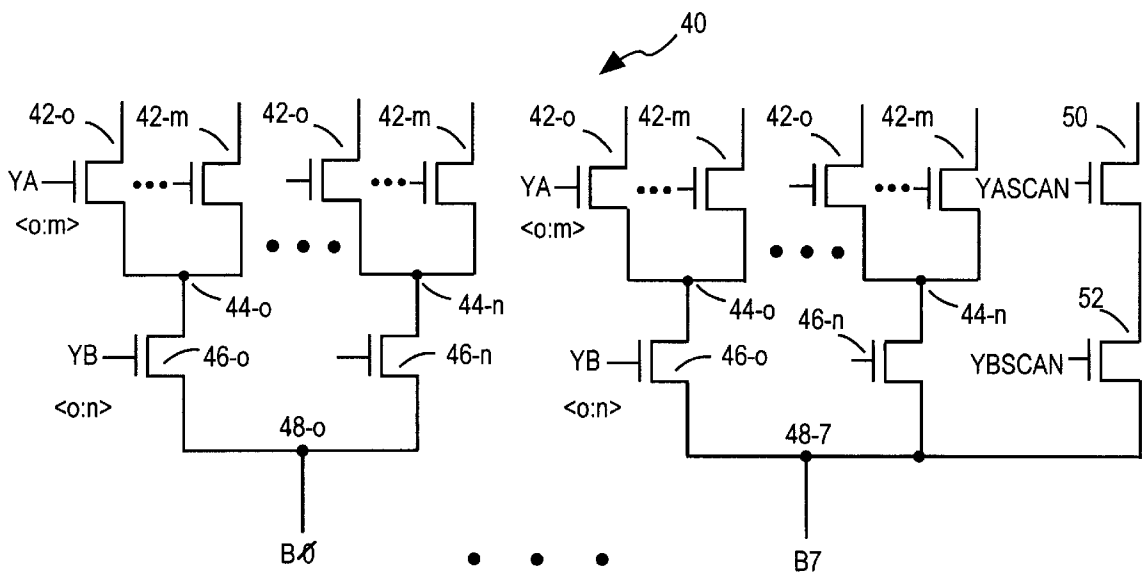 40
42-o 42-m 42-o 42-m 42-o 42-m 42-o 42-m 50
YA YA YASCAN
<o:m> <o:m>
44-o 44-n 44-o 44-n 52
46-n
YB 46-o 46-n YB 46-o YBSCAN
<o:n> <o:n>
48-o 48-7
B0 B7